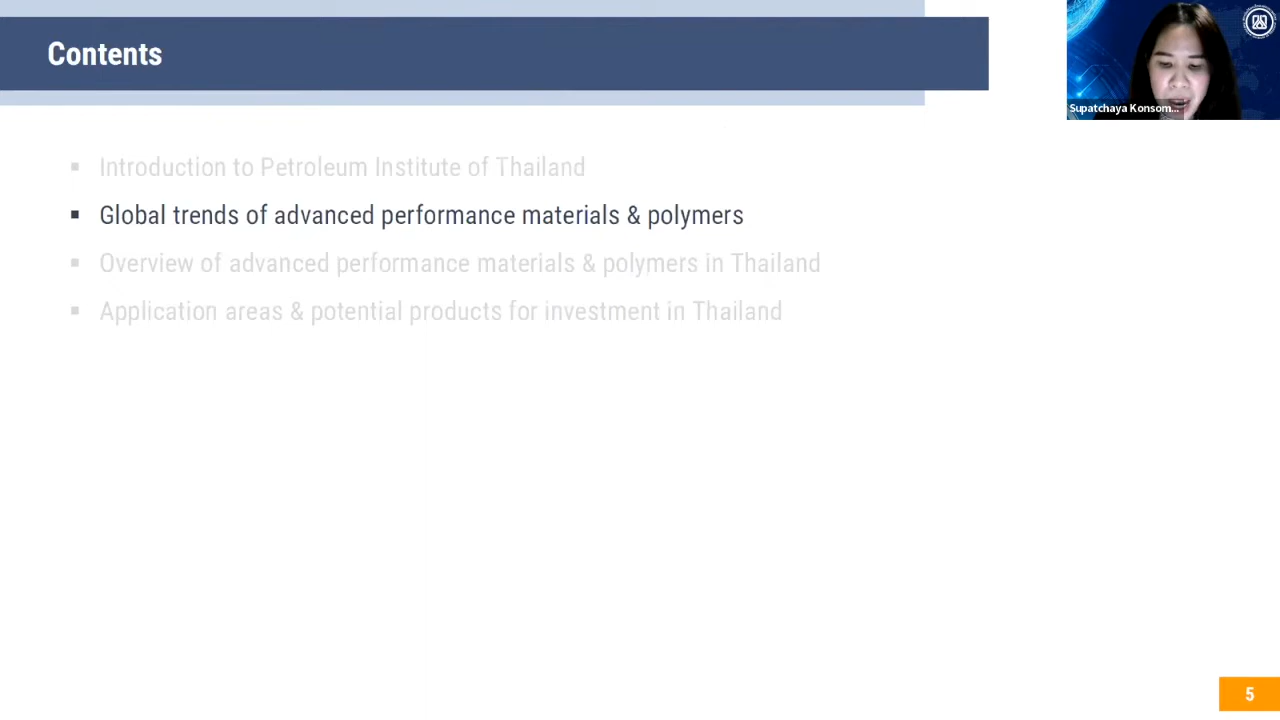 Contents
Supatchaya Konsom...
▪ Introduction to Petroleum Institute of Thailand
▪ Global trends of advanced performance materials & polymers
▪ Overview of advanced performance materials & polymers in Thailand
▪ Application areas & potential products for investment in Thailand
5